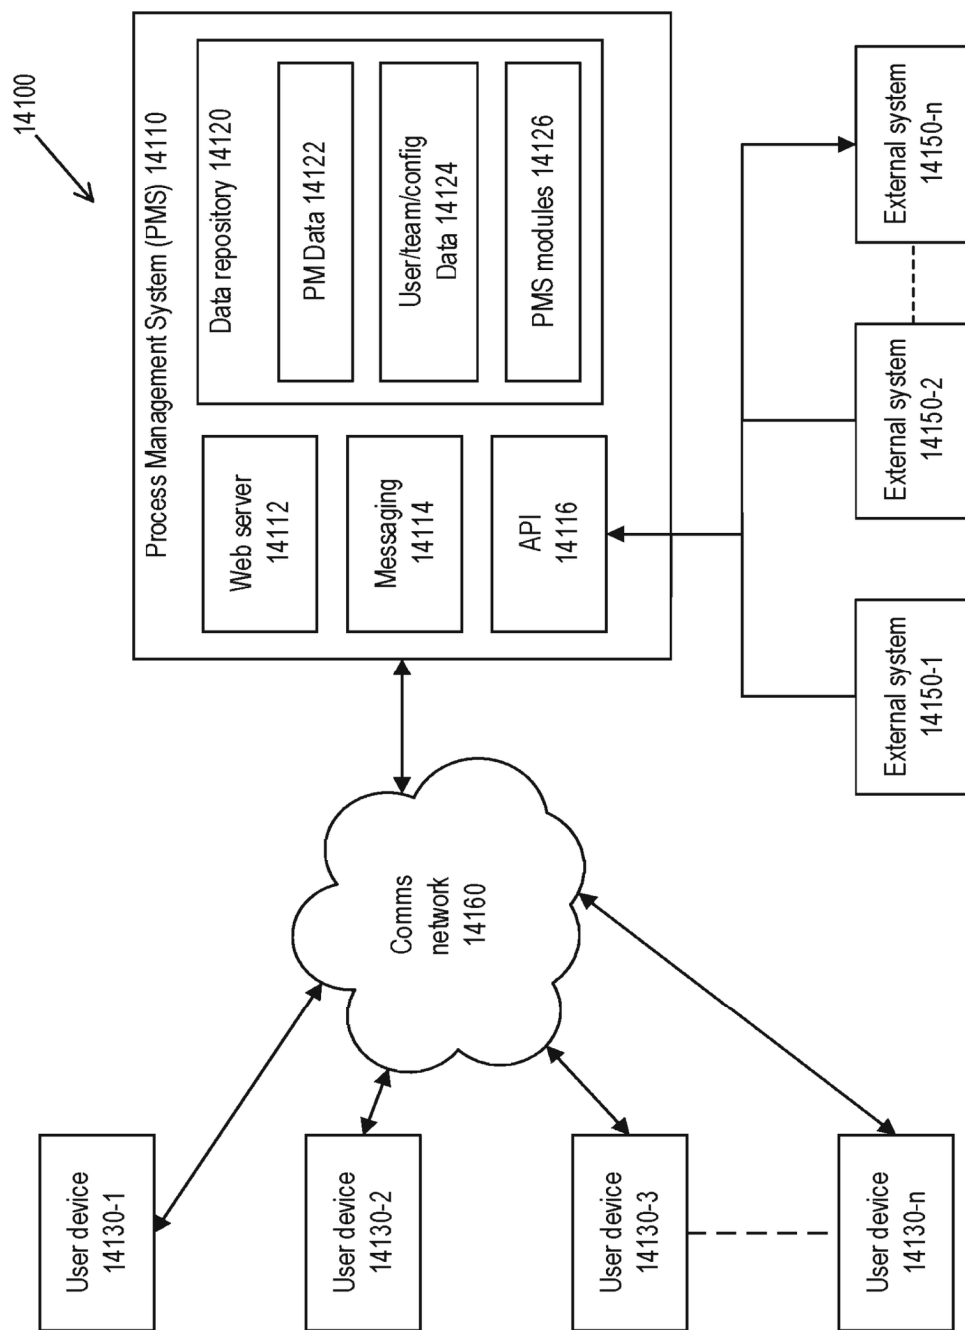 14100
Process Management System (PMS) 14110
Web server
14112
Messaging
14114
API
14116
Data repository 14120
PM Data 14122
User/team/config
Data 14124
PMS modules 14126
Comms
network
14160
User device
14130-1
User device
14130-2
User device
14130-3
User device
14130-n
External system
14150-1
External system
14150-2
External system
14150-n